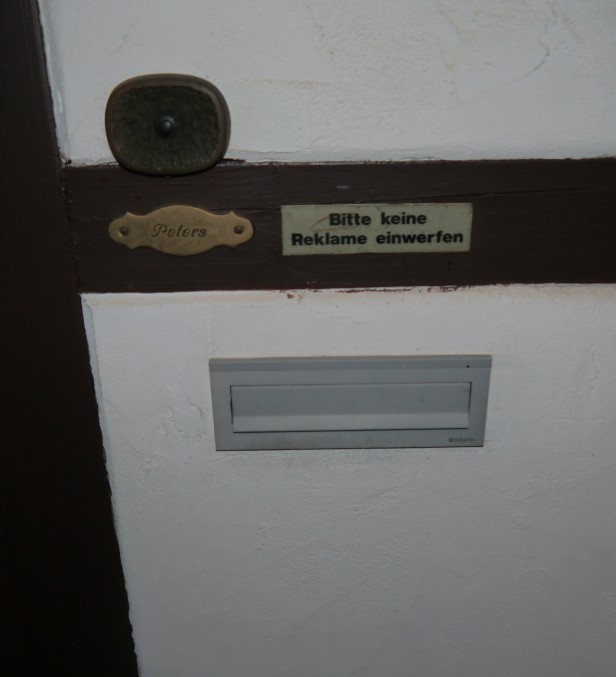 Peters
Bitte keine
Reklame einwerfen